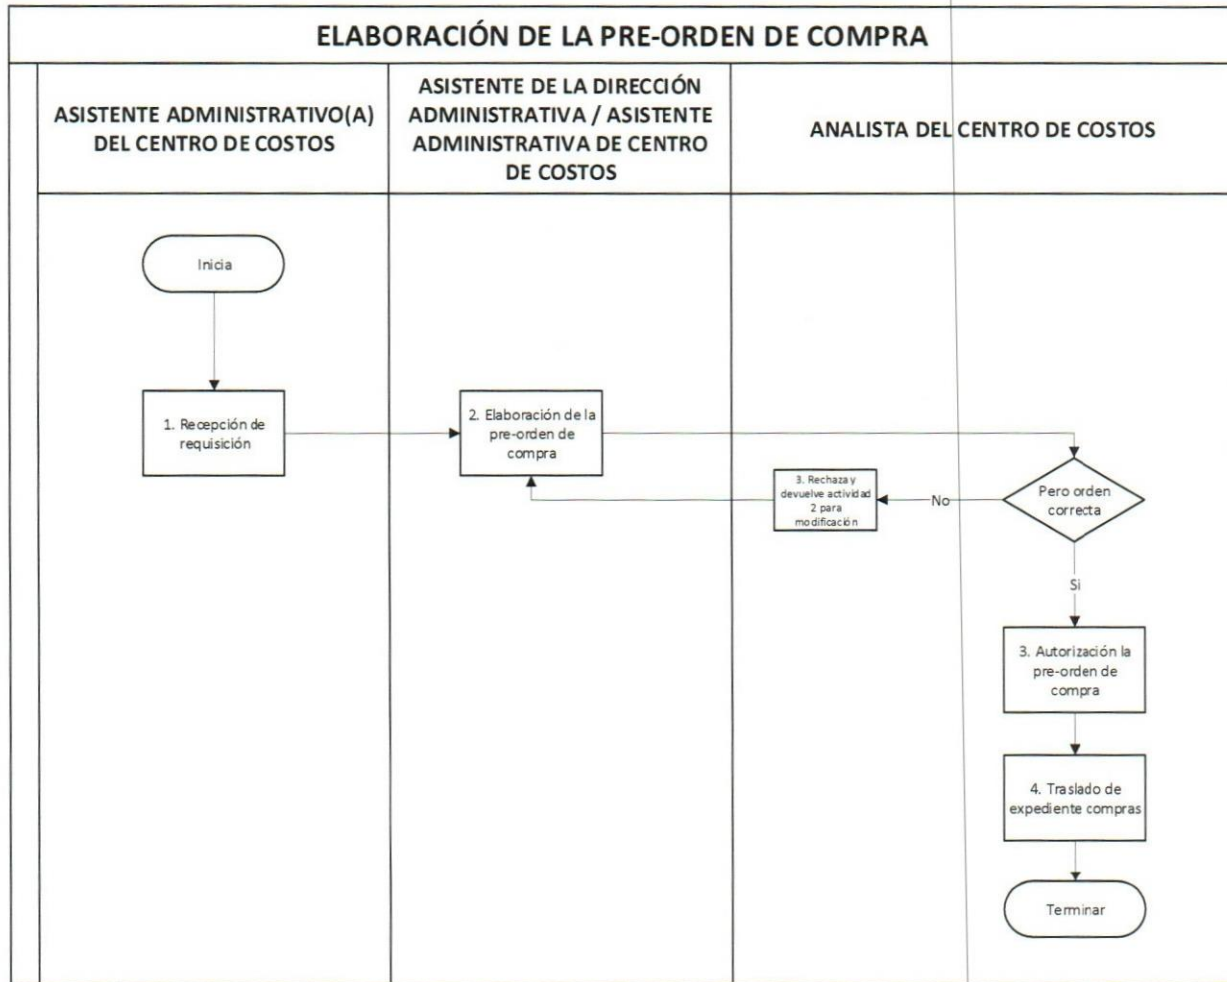 ELABORACIÓN DE LA PRE-ORDEN DE COMPRA
ASISTENTE ADMINISTRATIVO(A)
DEL CENTRO DE COSTOS
ASISTENTE DE LA DIRECCIÓN
ADMINISTRATIVA / ASISTENTE
ADMINISTRATIVA DE CENTRO
DE COSTOS
ANALISTA DEL CENTRO DE COSTOS
Inicia
1. Recepción de
requisición
2. Elaboración de la
pre-orden de
compra
Pero orden
correcta
No
3. Rechaza y
devuelve actividad
2 para
modificación
Si
3. Autorización la
pre-orden de
compra
4. Traslado de
expediente compras
Terminar